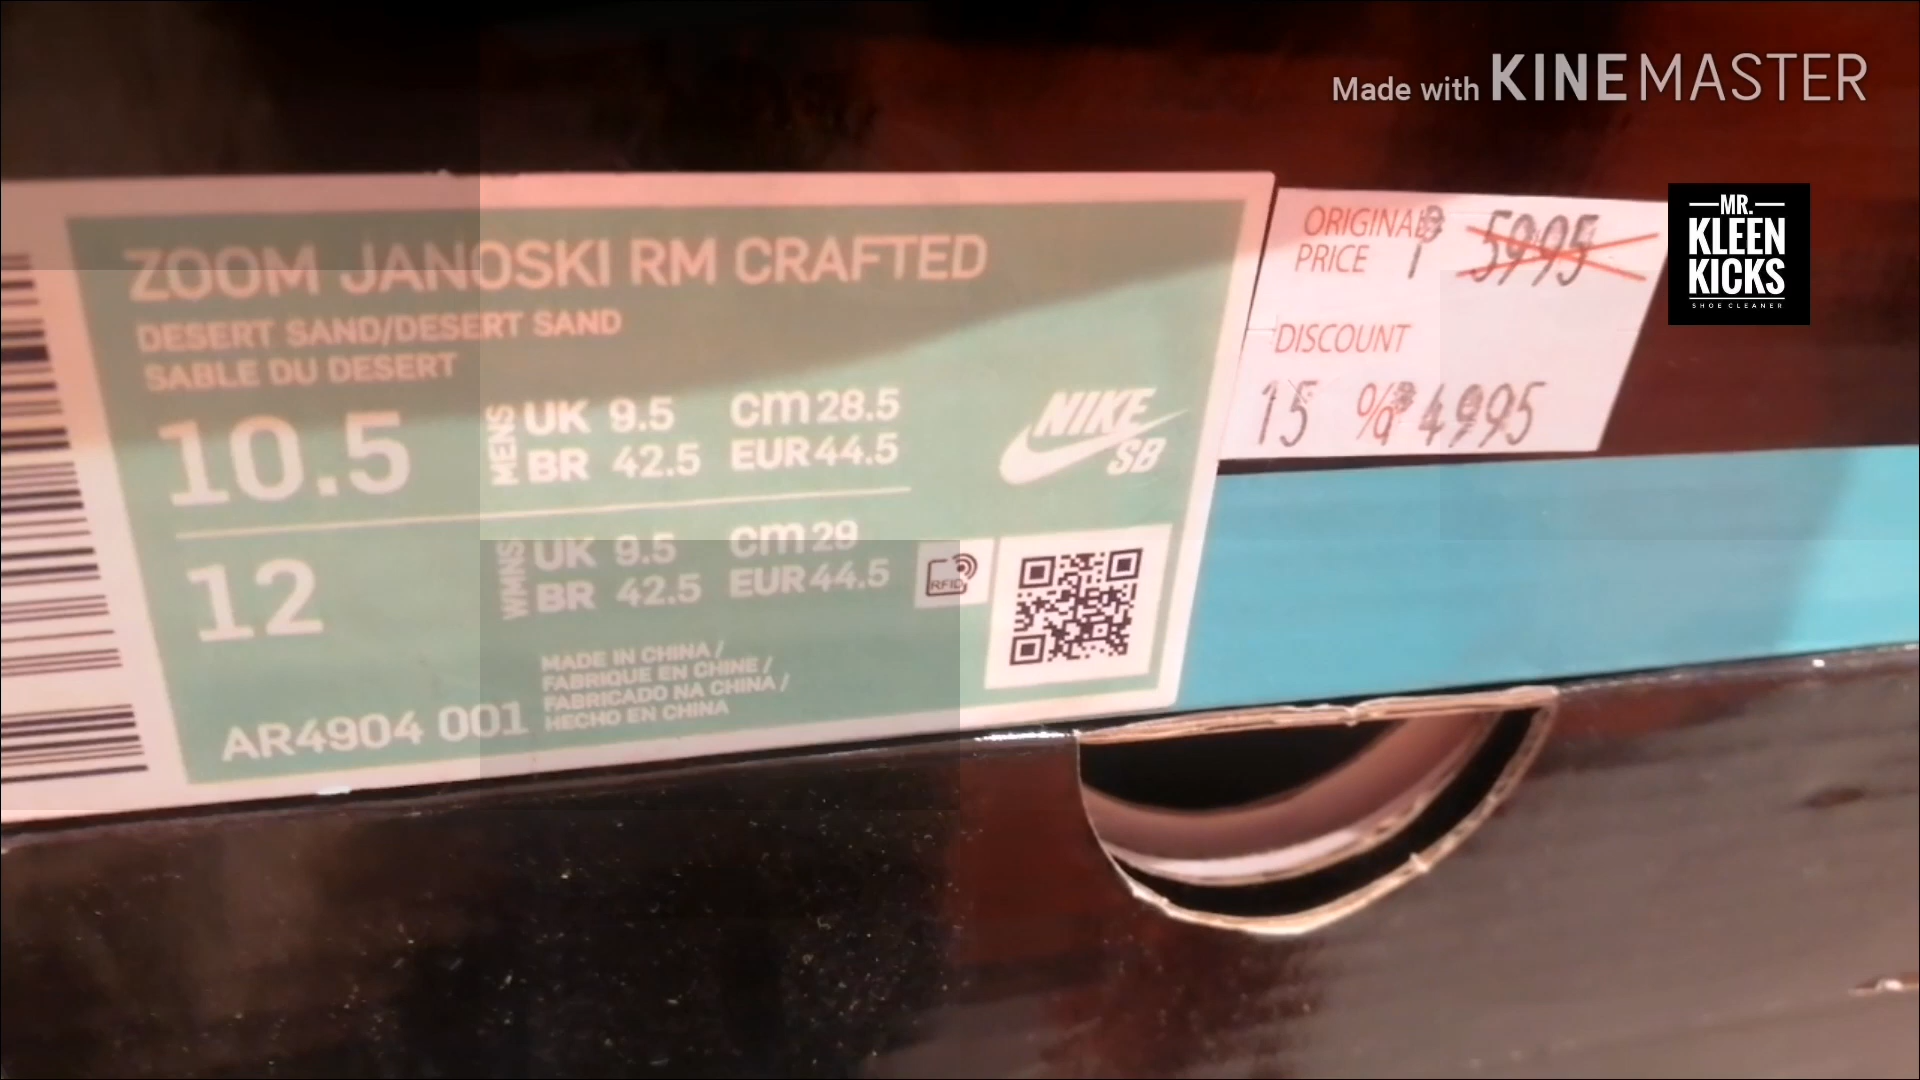 Made with KINEMASTER
MR.
KLEEN
KICKS
SHOE CLEANER
ZOOM JANOSKI RM CRAFTED
DESERT SAND/DESERT SAND
SABLE DU DESERT
10.5 MENS UK 9.5 cm 28.5
BR 42.5 EUR 44.5
NIKE
SB
12 WMNS UK 9.5 cm 29
BR 42.5 EUR 44.5
RFID
MADE IN CHINA /
FABRIQUE EN CHINE /
FABRICADO NA CHINA /
HECHO EN CHINA
AR4904 001
ORIGINAL
PRICE 5995
DISCOUNT
15 % 4995